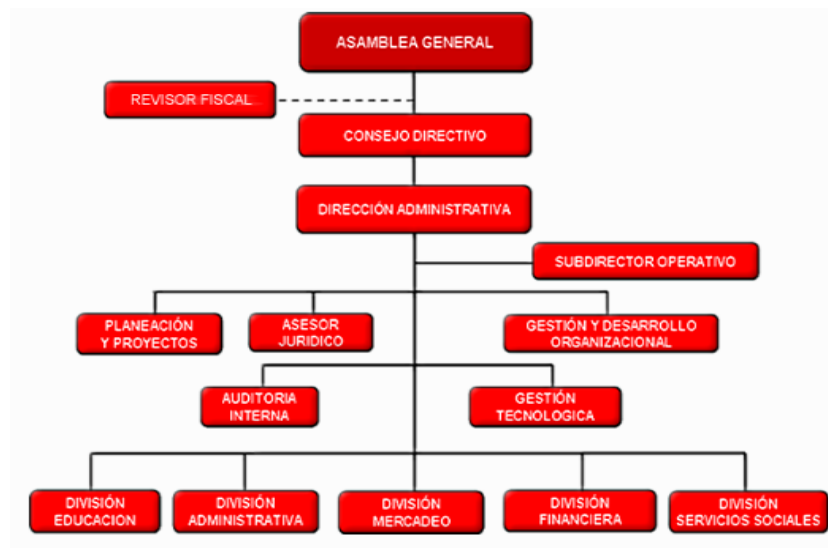 ASAMBLEA GENERAL
REVISOR FISCAL
CONSEJO DIRECTIVO
DIRECCIÓN ADMINISTRATIVA
SUBDIRECTOR OPERATIVO
PLANEACIÓN
Y PROYECTOS
ASESOR
JURIDICO
GESTIÓN Y DESARROLLO
ORGANIZACIONAL
AUDITORIA
INTERNA
GESTIÓN
TECNOLOGICA
DIVISIÓN
EDUCACION
DIVISIÓN
ADMINISTRATIVA
DIVISIÓN
MERCADEO
DIVISIÓN
FINANCIERA
DIVISIÓN
SERVICIOS SOCIALES